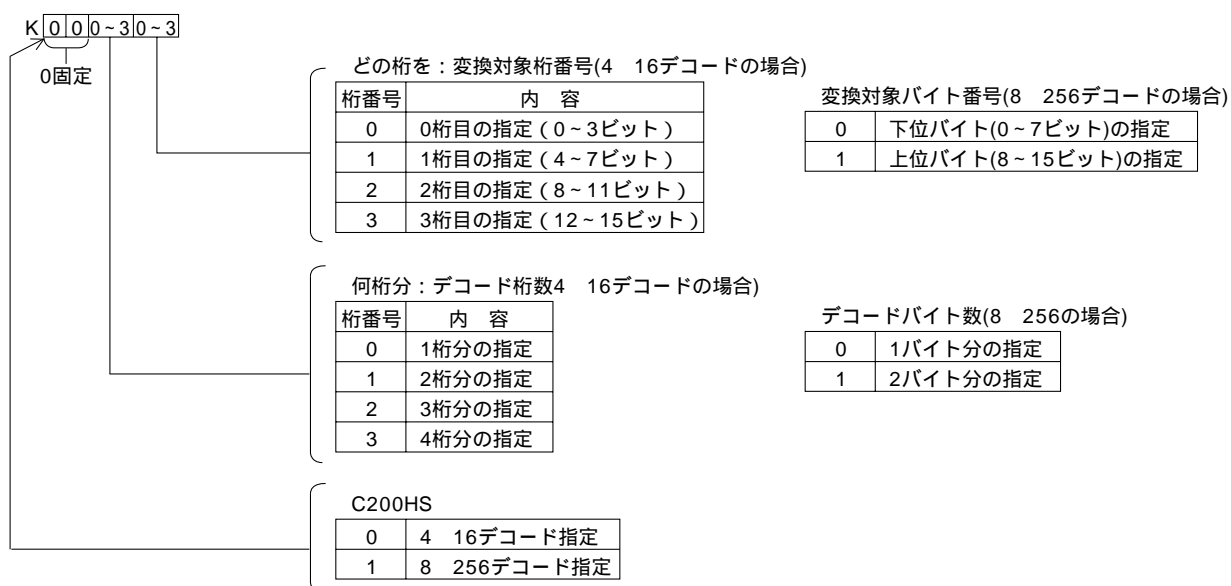 K 0 0 0~3 0~3
0固定
どの桁を：変換対象桁番号(4　16デコードの場合)
桁番号 内　容
0 0桁目の指定（0～3ビット）
1 1桁目の指定（4～7ビット）
2 2桁目の指定（8～11ビット）
3 3桁目の指定（12～15ビット）
変換対象バイト番号(8　256デコードの場合)
0 下位バイト(0～7ビット)の指定
1 上位バイト(8～15ビット)の指定
何桁分：デコード桁数4　16デコードの場合)
桁番号 内　容
0 1桁分の指定
1 2桁分の指定
2 3桁分の指定
3 4桁分の指定
デコードバイト数(8　256の場合)
0 1バイト分の指定
1 2バイト分の指定
C200HS
0 4　16デコード指定
1 8　256デコード指定